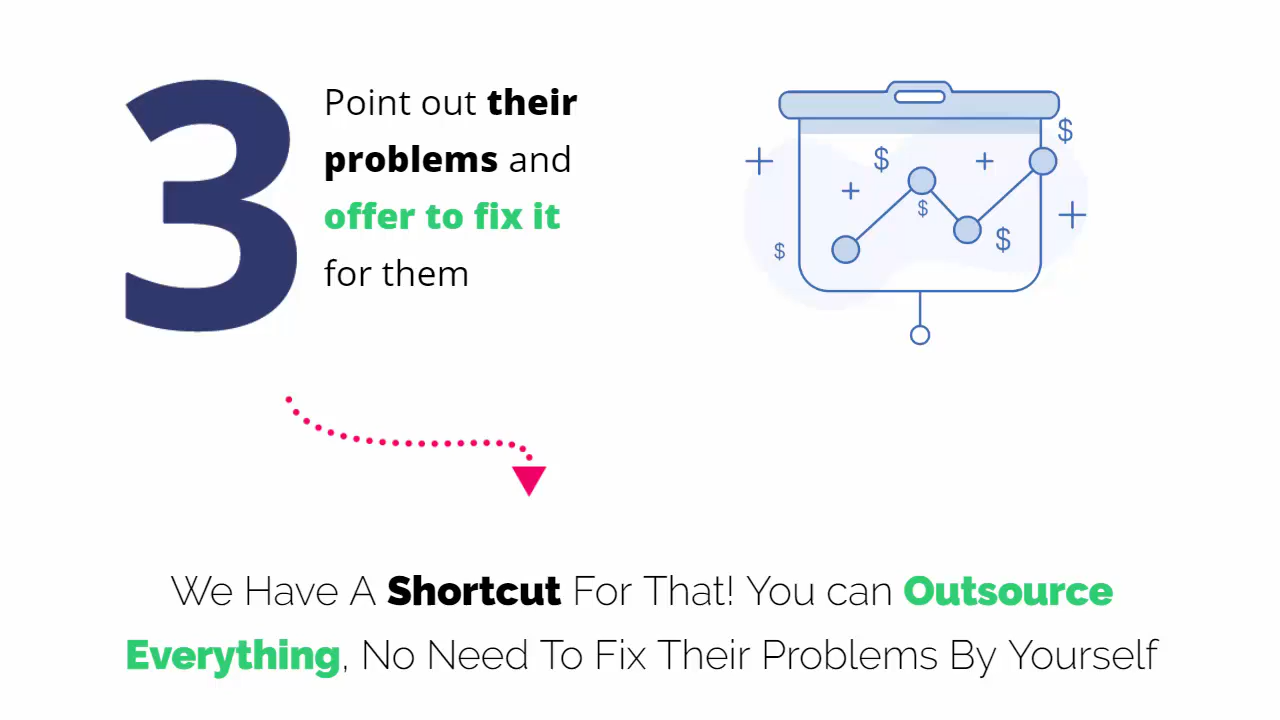 3
Point out their
problems and
offer to fix it
for them
$
$
$
$
$
We Have A Shortcut For That! You can Outsource
Everything, No Need To Fix Their Problems By Yourself